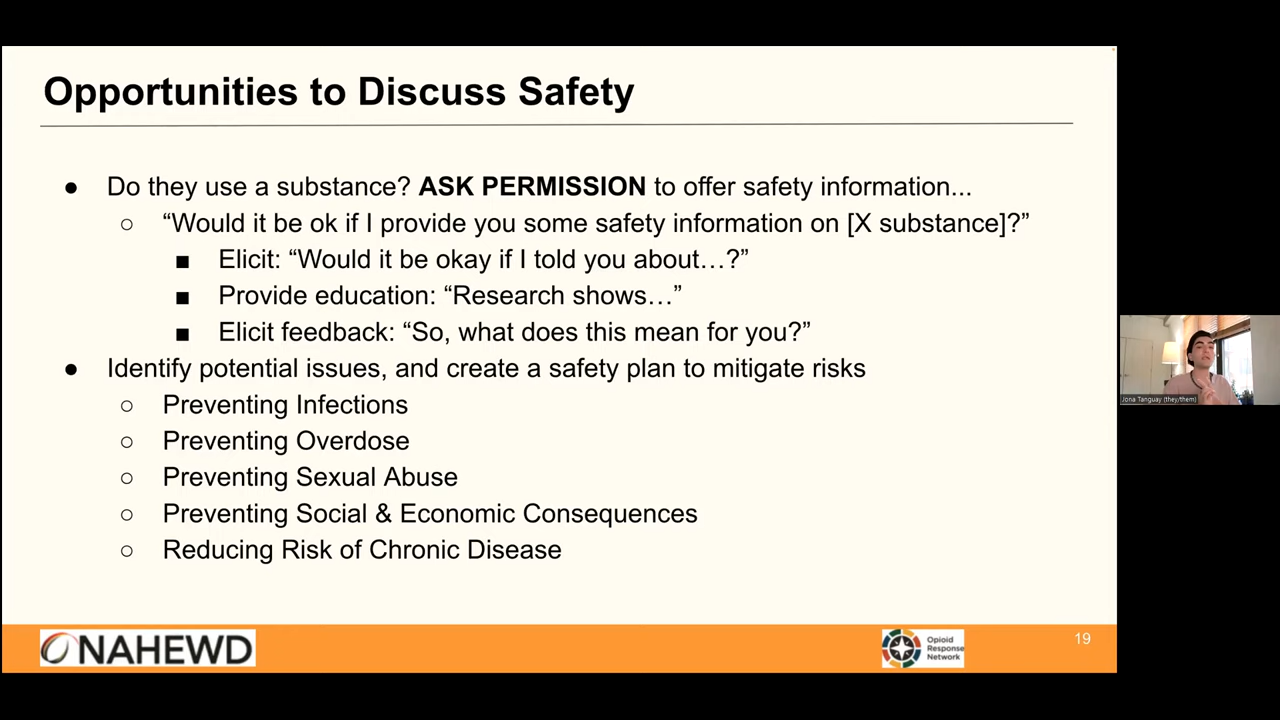 Opportunities to Discuss Safety
● Do they use a substance? ASK PERMISSION to offer safety information...
○ “Would it be ok if I provide you some safety information on [X substance]?”
■ Elicit: “Would it be okay if I told you about…?”
■ Provide education: “Research shows…”
■ Elicit feedback: “So, what does this mean for you?”
● Identify potential issues, and create a safety plan to mitigate risks
○ Preventing Infections
○ Preventing Overdose
○ Preventing Sexual Abuse
○ Preventing Social & Economic Consequences
○ Reducing Risk of Chronic Disease
Jona Tanguay (they/them)
NAHEWD
Opioid
Response
Network
19